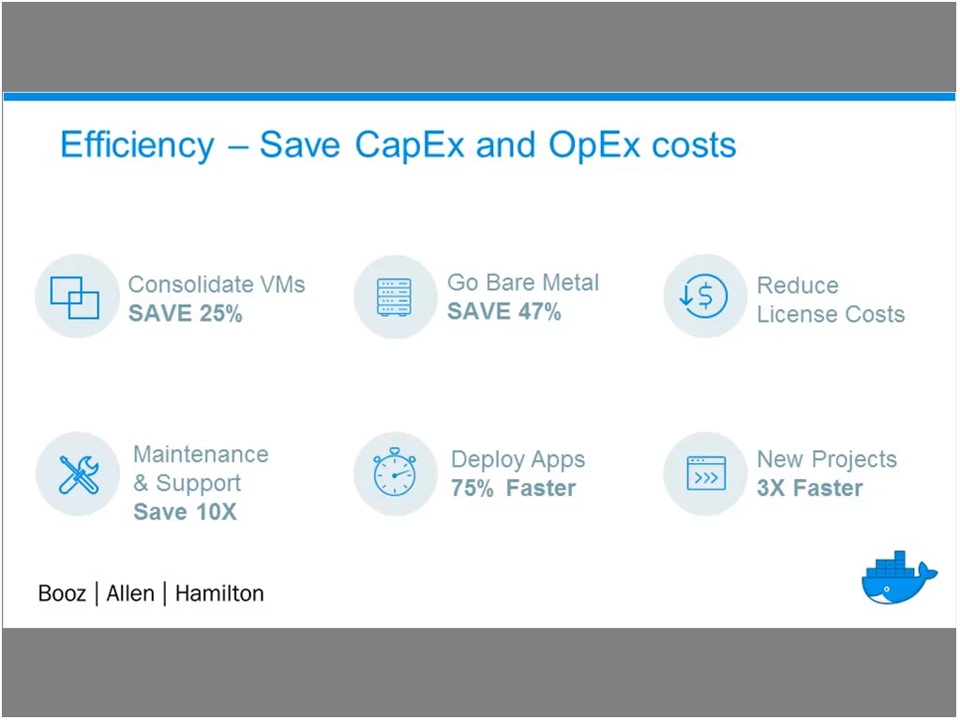 Efficiency – Save CapEx and OpEx costs
Consolidate VMs
SAVE 25%
Go Bare Metal
SAVE 47%
Reduce
License Costs
Maintenance
& Support
Save 10X
Deploy Apps
75% Faster
New Projects
3X Faster
Booz | Allen | Hamilton